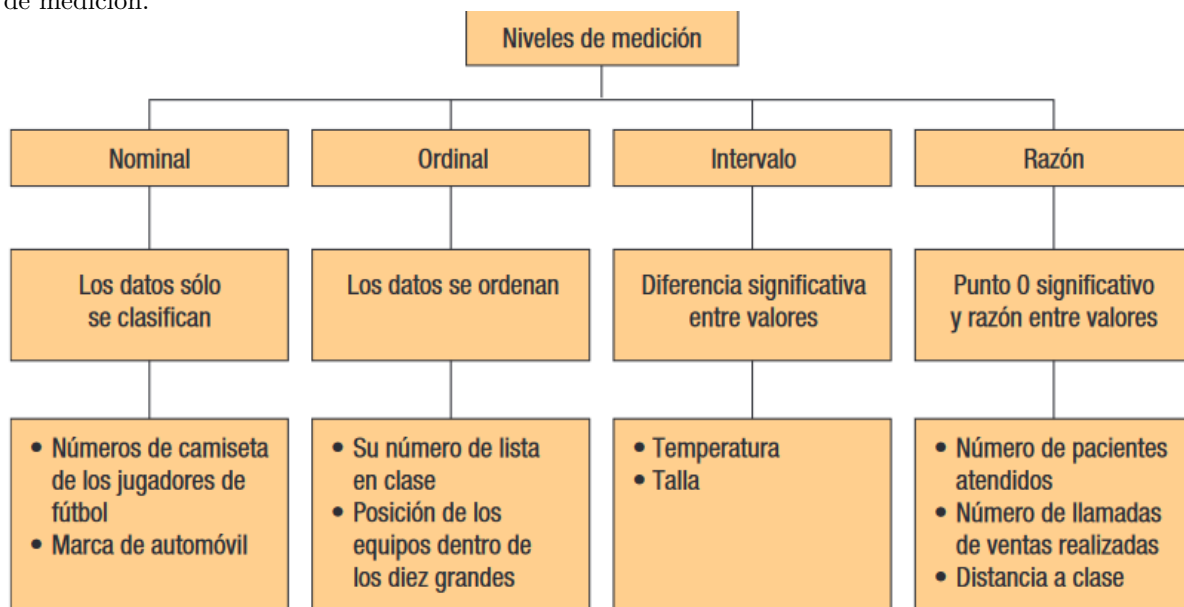 de medición.
Niveles de medición
Nominal
Ordinal
Intervalo
Razón
Los datos sólo
se clasifican
Los datos se ordenan
Diferencia significativa
entre valores
Punto 0 significativo
y razón entre valores
• Números de camiseta
de los jugadores de
fútbol
• Marca de automóvil
• Su número de lista
en clase
• Posición de los
equipos dentro de
los diez grandes
• Temperatura
• Talla
• Número de pacientes
atendidos
• Número de llamadas
de ventas realizadas
• Distancia a clase